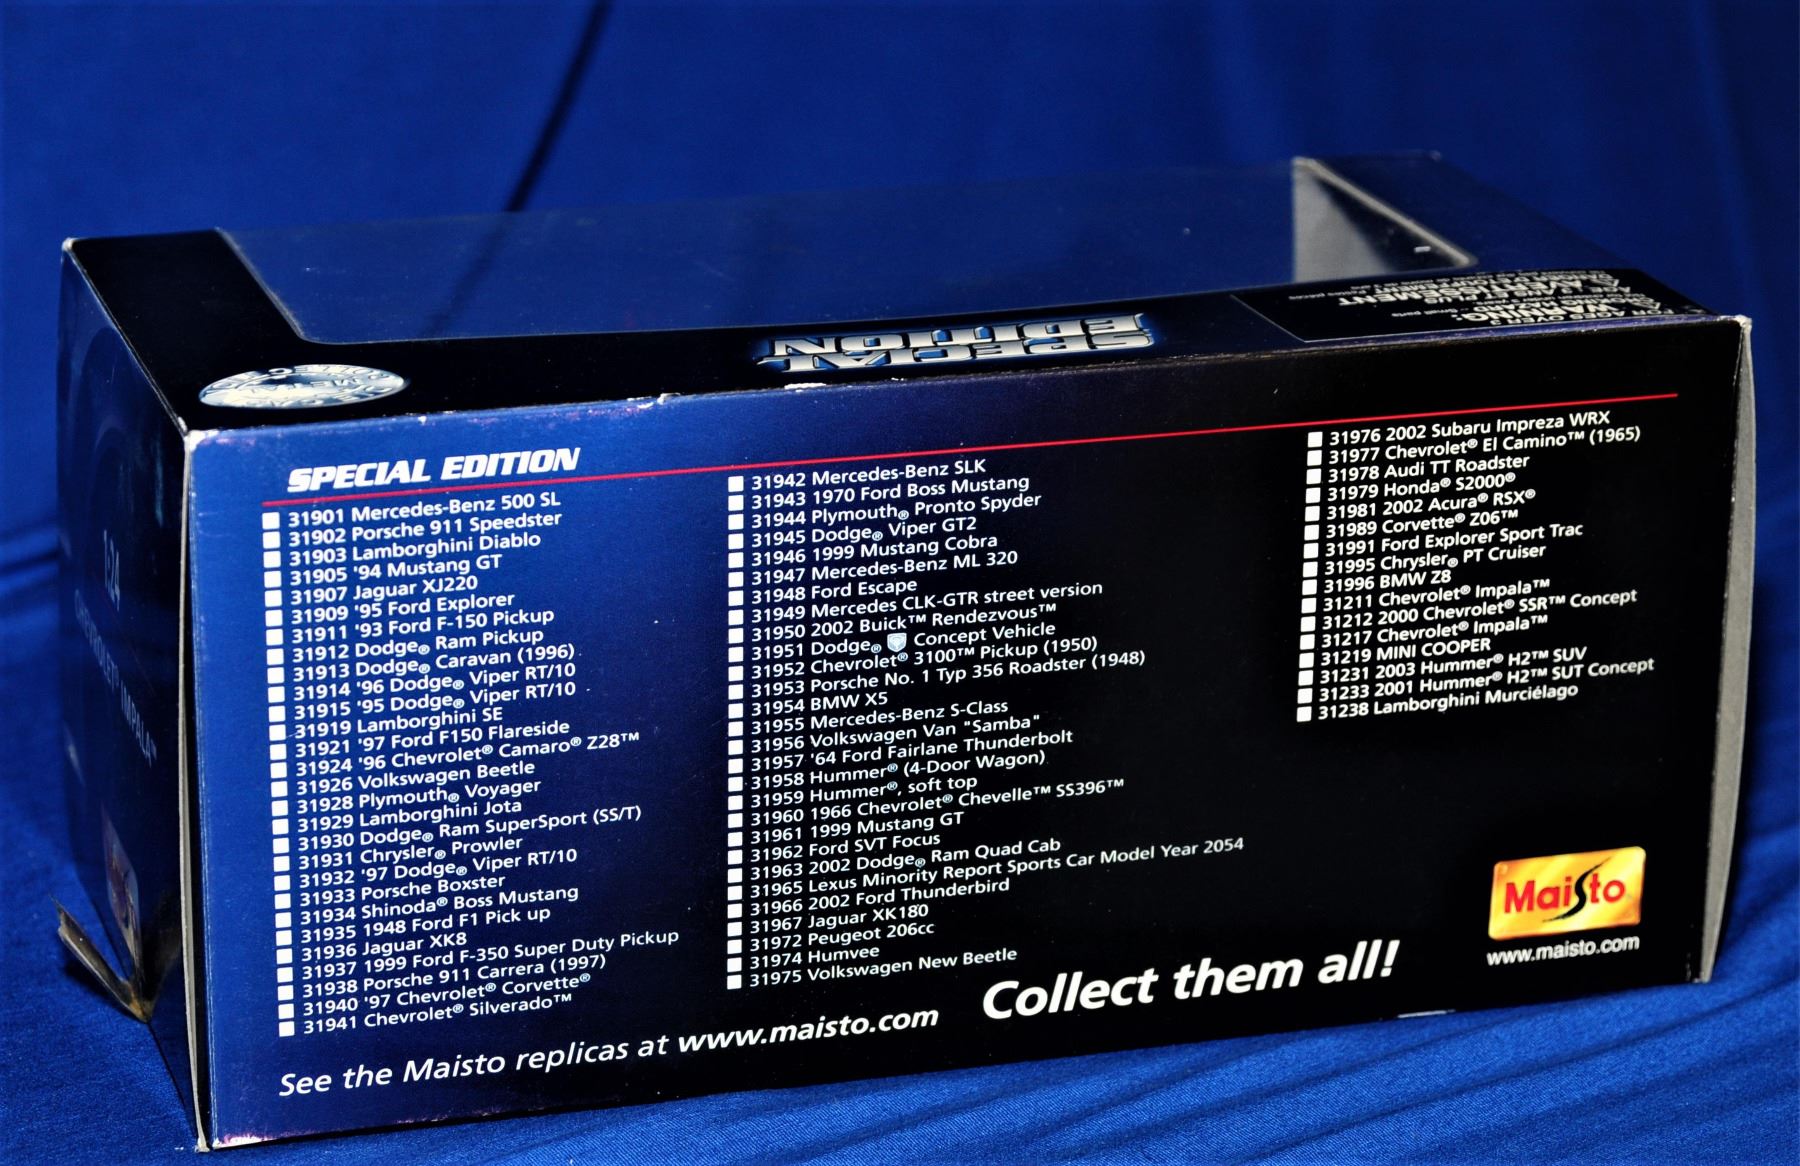 SPECIAL
EDITION
WARNING:
AVERTISSEMENT
1:24
CHEVROLET® IMPALA™
SPECIAL EDITION
31901 Mercedes-Benz 500 SL
31902 Porsche 911 Speedster
31903 Lamborghini Diablo
31905 '94 Mustang GT
31907 Jaguar XJ220
31909 '95 Ford Explorer
31911 '93 Ford F-150 Pickup
31912 Dodge® Ram Pickup
31913 Dodge® Caravan (1996)
31914 '96 Dodge® Viper RT/10
31915 '95 Dodge® Viper RT/10
31919 Lamborghini SE
31921 '97 Ford F150 Flareside
31924 '96 Chevrolet® Camaro® Z28™
31926 Volkswagen Beetle
31928 Plymouth® Voyager
31929 Lamborghini Jota
31930 Dodge® Ram SuperSport (SS/T)
31931 Chrysler® Prowler
31932 '97 Dodge® Viper RT/10
31933 Porsche Boxster
31934 Shinoda® Boss Mustang
31935 1948 Ford F1 Pick up
31936 Jaguar XK8
31937 1999 Ford F-350 Super Duty Pickup
31938 Porsche 911 Carrera (1997)
31940 '97 Chevrolet® Corvette®
31941 Chevrolet® Silverado™
31942 Mercedes-Benz SLK
31943 1970 Ford Boss Mustang
31944 Plymouth® Pronto Spyder
31945 Dodge® Viper GT2
31946 1999 Mustang Cobra
31947 Mercedes-Benz ML 320
31948 Ford Escape
31949 Mercedes CLK-GTR street version
31950 2002 Buick™ Rendezvous™
31951 Dodge® Concept Vehicle
31952 Chevrolet® 3100™ Pickup (1950)
31953 Porsche No. 1 Typ 356 Roadster (1948)
31954 BMW X5
31955 Mercedes-Benz S-Class
31956 Volkswagen Van "Samba"
31957 '64 Ford Fairlane Thunderbolt
31958 Hummer® (4-Door Wagon)
31959 Hummer®, soft top
31960 1966 Chevrolet® Chevelle™ SS396™
31961 1999 Mustang GT
31962 Ford SVT Focus
31963 2002 Dodge® Ram Quad Cab
31965 Lexus Minority Report Sports Car Model Year 2054
31966 2002 Ford Thunderbird
31967 Jaguar XK180
31972 Peugeot 206cc
31974 Humvee
31975 Volkswagen New Beetle
31976 2002 Subaru Impreza WRX
31977 Chevrolet® El Camino™ (1965)
31978 Audi TT Roadster
31979 Honda® S2000®
31981 2002 Acura® RSX®
31989 Corvette® Z06™
31991 Ford Explorer Sport Trac
31995 Chrysler® PT Cruiser
31996 BMW Z8
31211 Chevrolet® Impala™
31212 2000 Chevrolet® SSR™ Concept
31217 Chevrolet® Impala™
31219 MINI COOPER
31231 2003 Hummer® H2™ SUV
31233 2001 Hummer® H2™ SUT Concept
31238 Lamborghini Murciélago
Maisto
www.maisto.com
See the Maisto replicas at www.maisto.com
Collect them all!